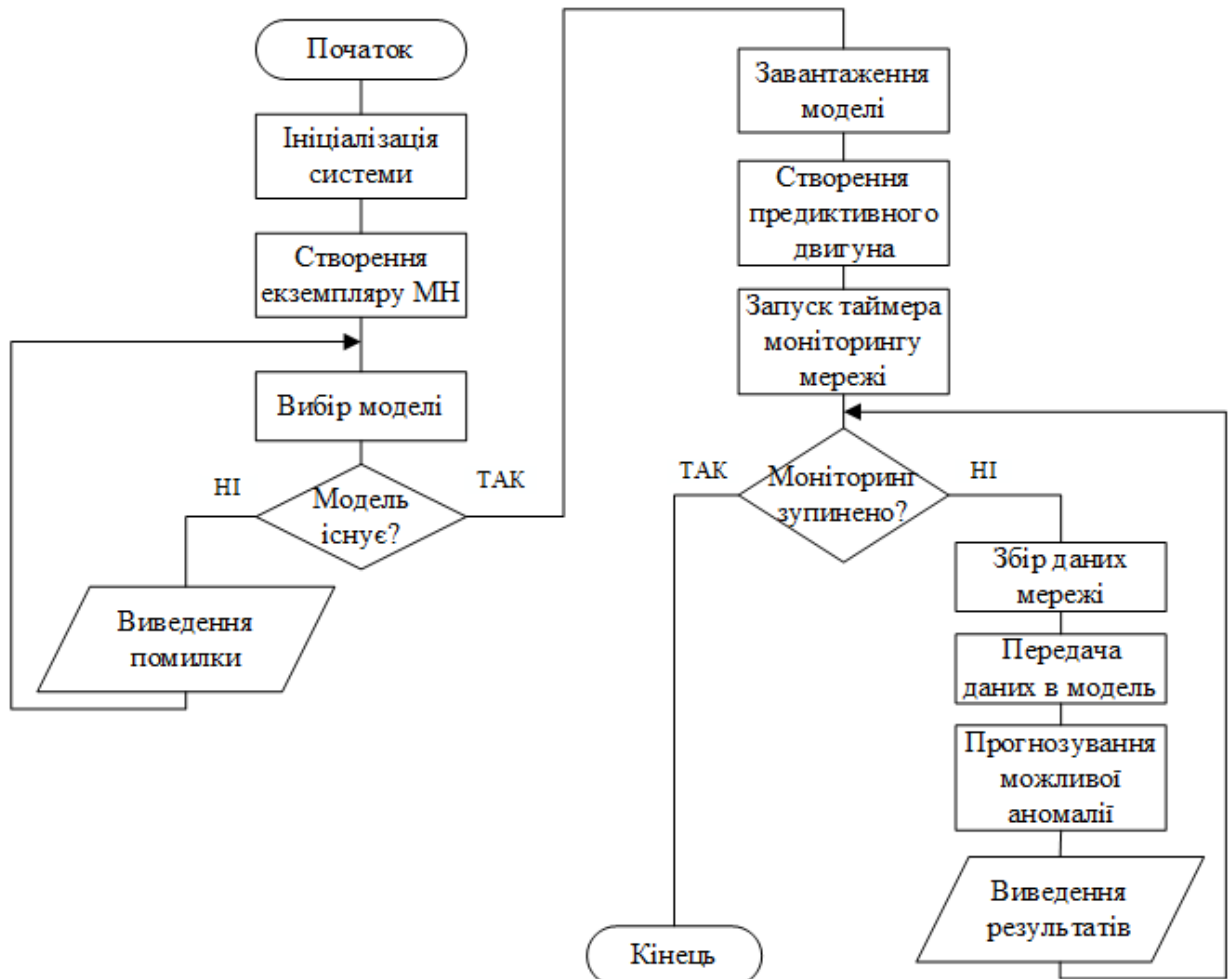 Початок
Ініціалізація
системи
Створення
екземпляру МН
Вибір моделі
НІ
ТАК
Модель
існує?
Виведення
помилки
Завантаження
моделі
Створення
предиктивного
двигуна
Запуск таймера
моніторингу
мережі
ТАК
НІ
Моніторинг
зупинено?
Збір даних
мережі
Передача
даних в модель
Прогнозування
можливої
аномалії
Виведення
результатів
Кінець